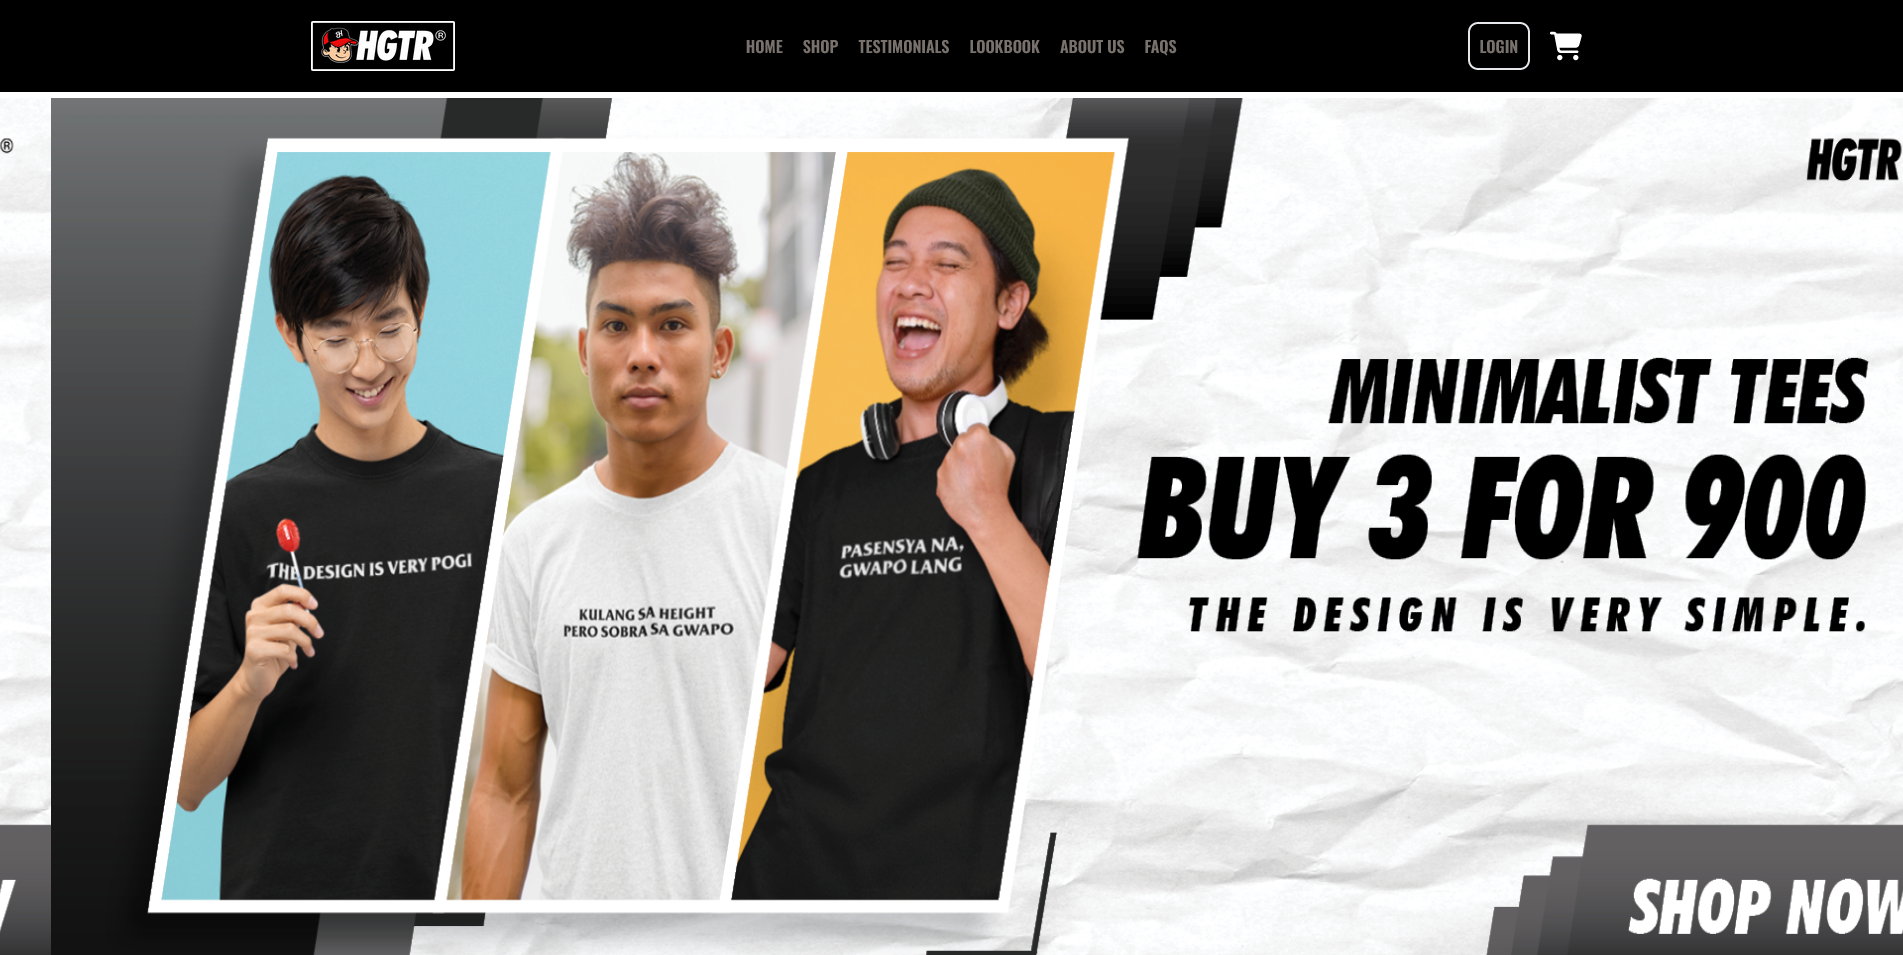 HGTR®
HOME SHOP TESTIMONIALS LOOKBOOK ABOUT US FAQS
LOGIN
®
HGTR
THE DESIGN IS VERY POGI
KULANG SA HEIGHT
PERO SOBRA SA GWAPO
PASENSYA NA,
GWAPO LANG
MINIMALIST TEES
BUY 3 FOR 900
THE DESIGN IS VERY SIMPLE.
SHOP NOW